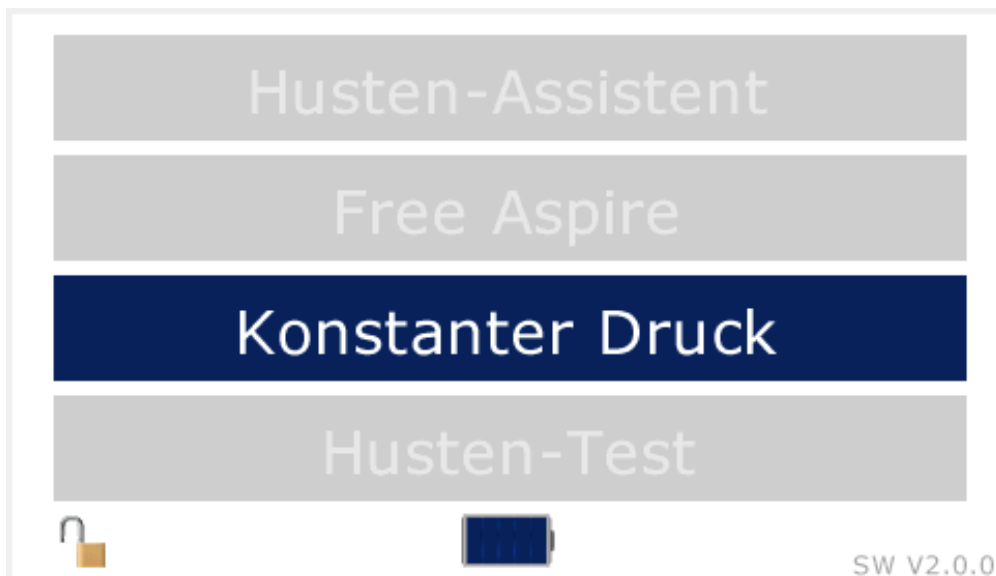 Husten-Assistent
Free Aspire
Konstanter Druck
Husten-Test
SW V2.0.0